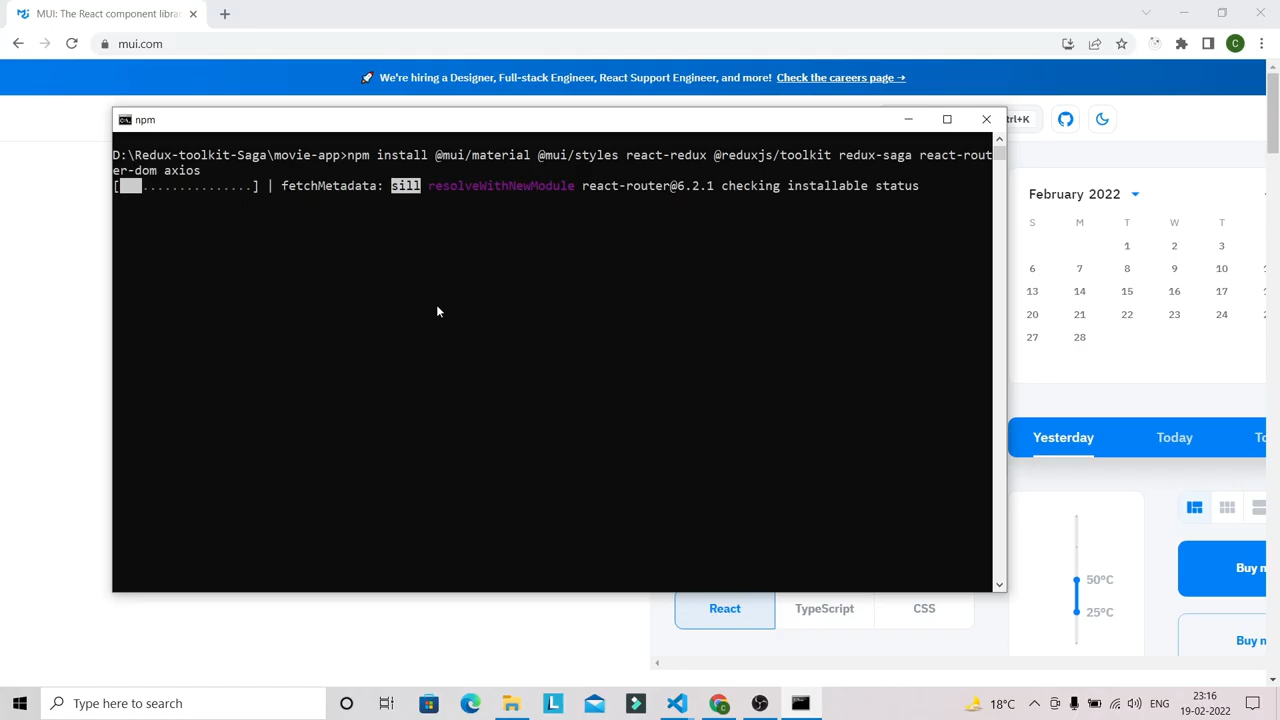 MUI: The React component libra
mui.com
We're hiring a Designer, Full-stack Engineer, React Support Engineer, and more! Check the careers page →
npm
trl+K
D:\Redux-toolkit-Saga\movie-app>npm install @mui/material @mui/styles react-redux @reduxjs/toolkit redux-saga react-rout
er-dom axios
[ ...............] | fetchMetadata: sill resolveWithNewModule react-router@6.2.1 checking installable status
February 2022
S M T W T
1 2 3
6 7 8 9 10
13 14 15 16 17
20 21 22 23 24
27 28
Yesterday Today To
50°C
25°C
Buy n
React TypeScript CSS
Buy n
Type here to search
18°C
ENG
23:16
19-02-2022
C